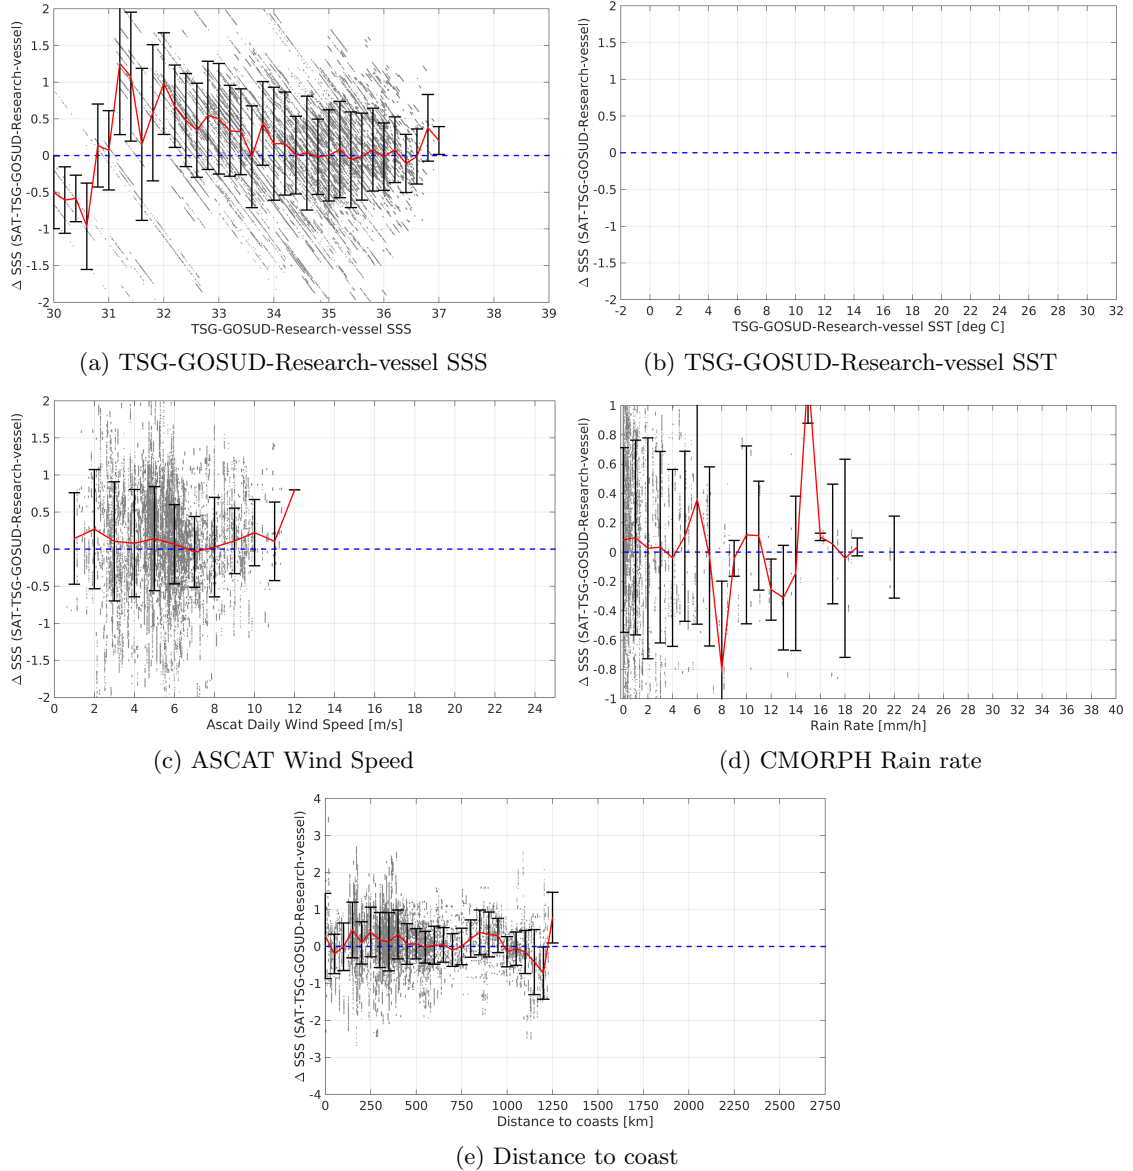 2
1.5
1
0.5
0
-0.5
-1
-1.5
-2
Δ SSS (SAT-TSG-GOSUD-Research-vessel)
30 31 32 33 34 35 36 37 38 39
TSG-GOSUD-Research-vessel SSS
(a) TSG-GOSUD-Research-vessel SSS
2
1.5
1
0.5
0
-0.5
-1
-1.5
-2
Δ SSS (SAT-TSG-GOSUD-Research-vessel)
-2 0 2 4 6 8 10 12 14 16 18 20 22 24 26 28 30 32
TSG-GOSUD-Research-vessel SST [deg C]
(b) TSG-GOSUD-Research-vessel SST
2
1.5
1
0.5
0
-0.5
-1
-1.5
-2
Δ SSS (SAT-TSG-GOSUD-Research-vessel)
0 2 4 6 8 10 12 14 16 18 20 22 24
Ascat Daily Wind Speed [m/s]
(c) ASCAT Wind Speed
1
0.8
0.6
0.4
0.2
0
-0.2
-0.4
-0.6
-0.8
-1
Δ SSS (SAT-TSG-GOSUD-Research-vessel)
0 2 4 6 8 10 12 14 16 18 20 22 24 26 28 30 32 34 36 38 40
Rain Rate [mm/h]
(d) CMORPH Rain rate
4
3
2
1
0
-1
-2
-3
-4
Δ SSS (SAT-TSG-GOSUD-Research-vessel)
0 250 500 750 1000 1250 1500 1750 2000 2250 2500 2750
Distance to coasts [km]
(e) Distance to coast